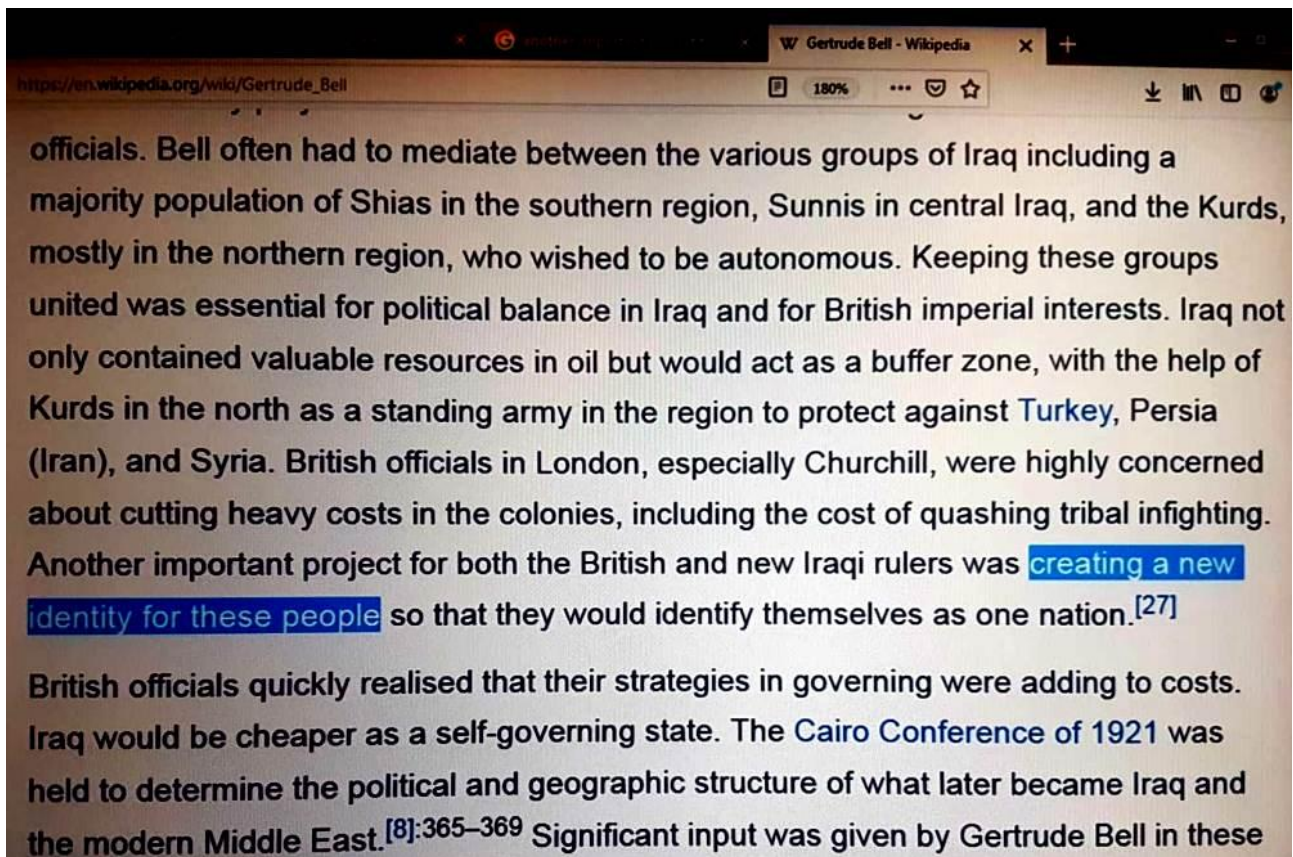 W Gertrude Bell - Wikipedia
https://en.wikipedia.org/wiki/Gertrude_Bell
180%
officials. Bell often had to mediate between the various groups of Iraq including a
majority population of Shias in the southern region, Sunnis in central Iraq, and the Kurds,
mostly in the northern region, who wished to be autonomous. Keeping these groups
united was essential for political balance in Iraq and for British imperial interests. Iraq not
only contained valuable resources in oil but would act as a buffer zone, with the help of
Kurds in the north as a standing army in the region to protect against Turkey, Persia
(Iran), and Syria. British officials in London, especially Churchill, were highly concerned
about cutting heavy costs in the colonies, including the cost of quashing tribal infighting.
Another important project for both the British and new Iraqi rulers was creating a new
identity for these people so that they would identify themselves as one nation.[27]
British officials quickly realised that their strategies in governing were adding to costs.
Iraq would be cheaper as a self-governing state. The Cairo Conference of 1921 was
held to determine the political and geographic structure of what later became Iraq and
the modern Middle East.[8]:365–369 Significant input was given by Gertrude Bell in these